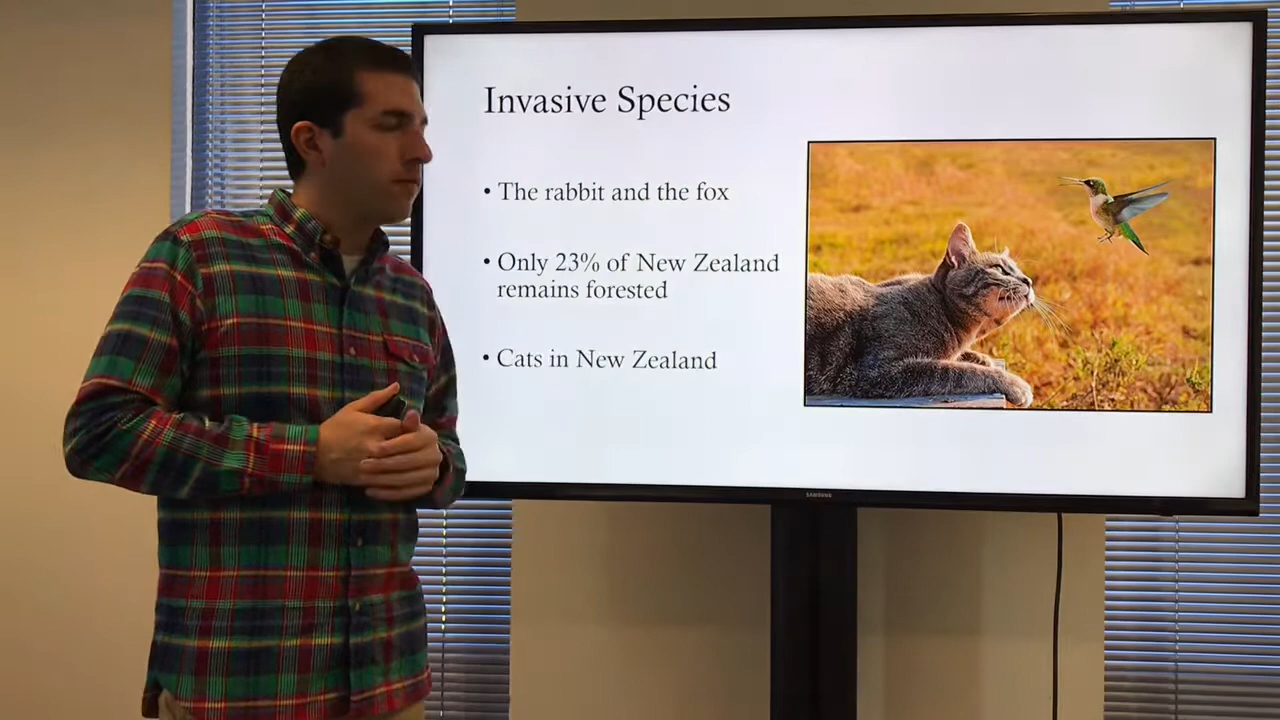 Invasive Species
• The rabbit and the fox
• Only 23% of New Zealand
remains forested
• Cats in New Zealand
SAMSUNG